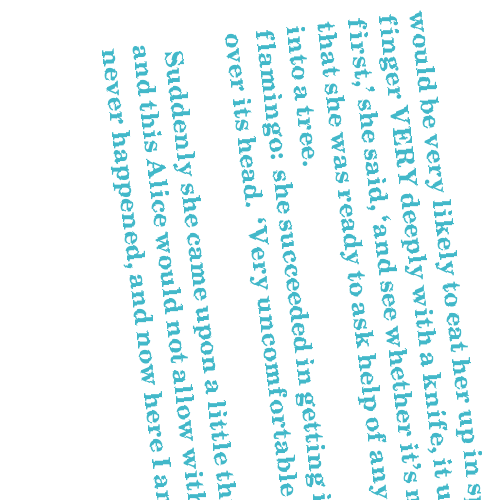 would be very likely to eat her up in
finger VERY deeply with a knife, it
first,’ she said, ‘and see whether it’s
that she was ready to ask help of any
into a tree.
flamingo: she succeeded in getting
over its head. ‘Very uncomfortable
Suddenly she came upon a little
and this Alice would not allow
never happened, and now here I